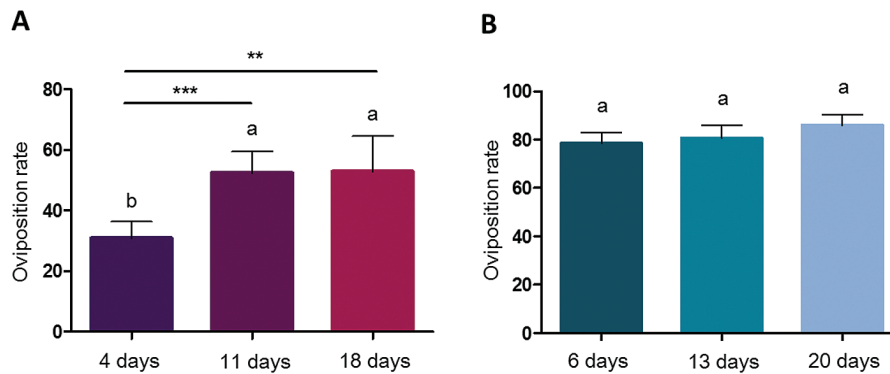 A
**
***
80
60
40
20
0
Oviposition rate
b
a
a
4 days
11 days
18 days
B
100
80
60
40
20
0
Oviposition rate
a
a
a
6 days
13 days
20 days